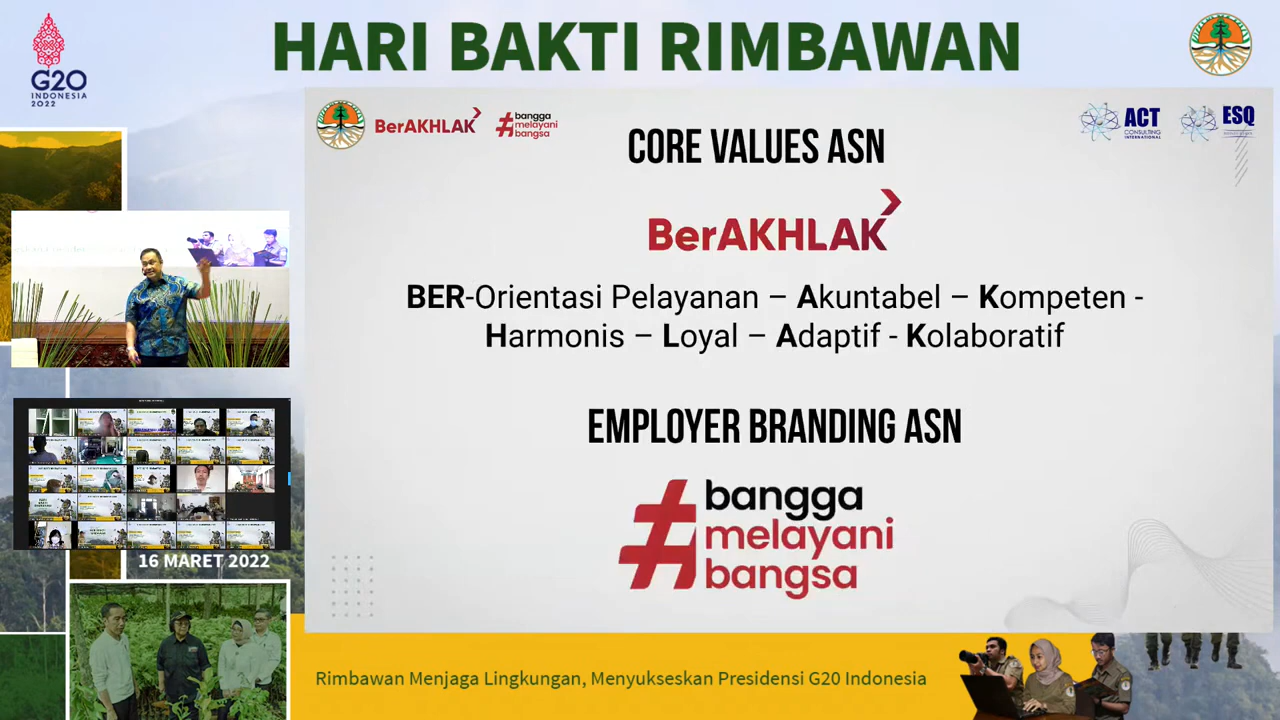 HARI BAKTI RIMBAWAN
G20
INDONESIA
2022
BerAKHLAK
#bangga
melayani
bangsa
ACT
CONSULTING
INTERNATIONAL
ESQ
CORE VALUES ASN
BerAKHLAK
BER-Orientasi Pelayanan – Akuntabel – Kompeten -
Harmonis – Loyal – Adaptif - Kolaboratif
EMPLOYER BRANDING ASN
#bangga
melayani
bangsa
16 MARET 2022
Rimbawan Menjaga Lingkungan, Menyukseskan Presidensi G20 Indonesia